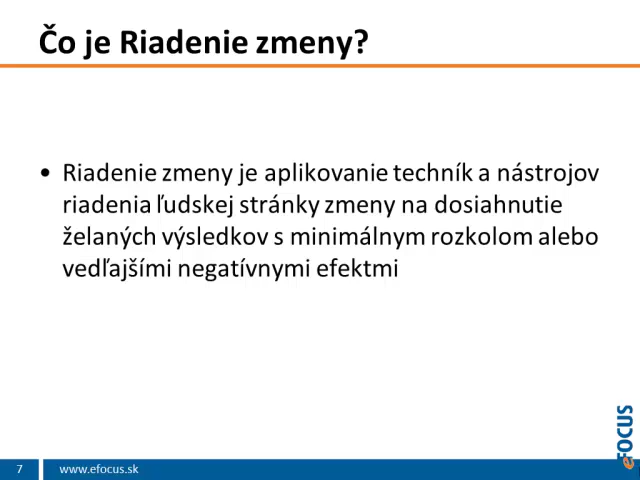 Čo je Riadenie zmeny?
• Riadenie zmeny je aplikovanie techník a nástrojov
riadenia ľudskej stránky zmeny na dosiahnutie
želaných výsledkov s minimálnym rozkolom alebo
vedľajšími negatívnymi efektmi
eFOCUS
7
www.efocus.sk